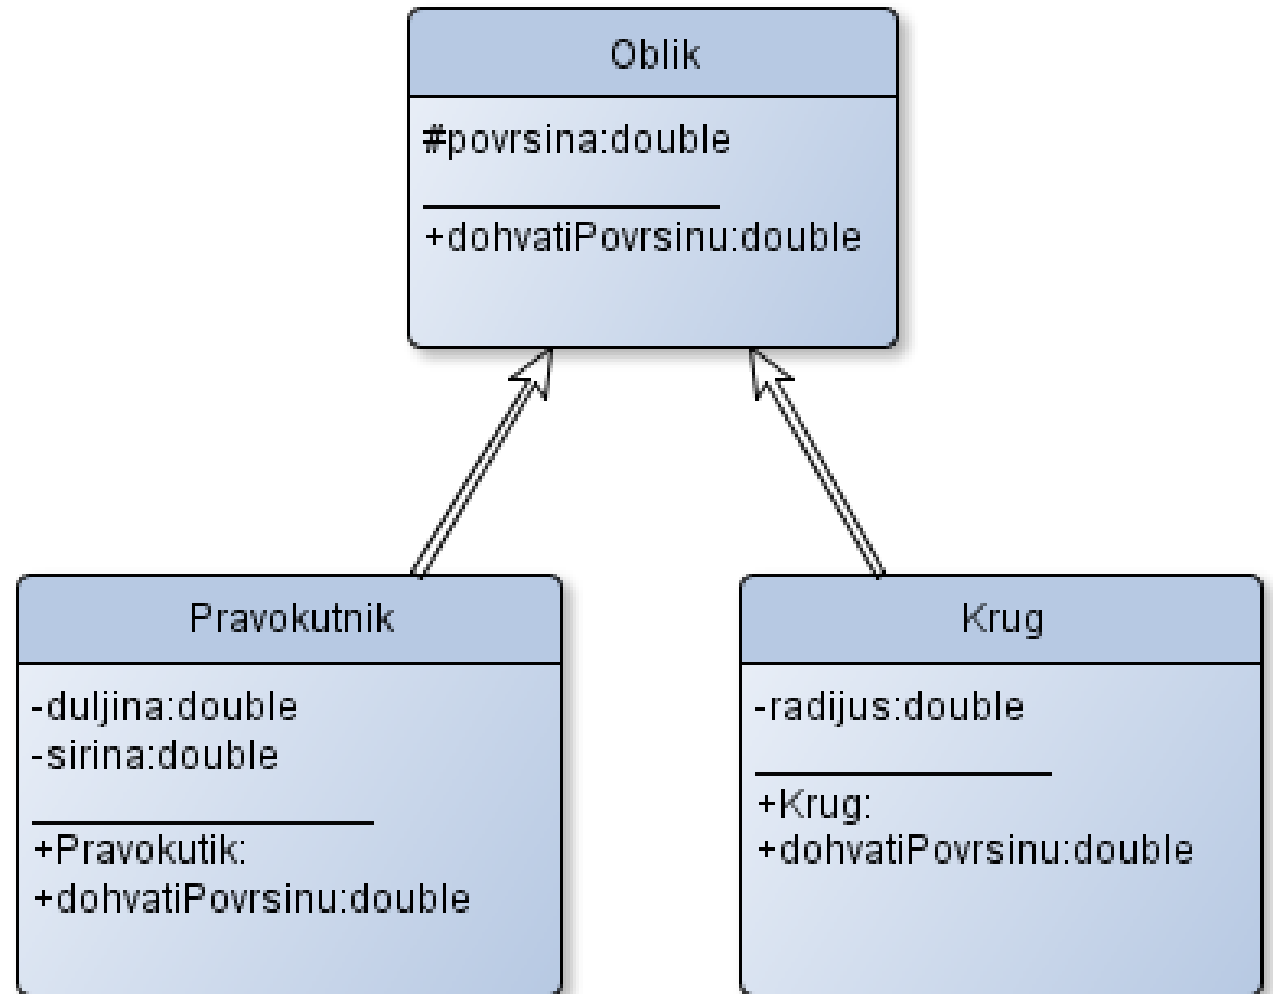 Oblik
#povrsina:double
+dohvatiPovrsinu:double
Pravokutnik
-duljina:double
-sirina:double
+Pravokutik:
+dohvatiPovrsinu:double
Krug
-radijus:double
+Krug:
+dohvatiPovrsinu:double